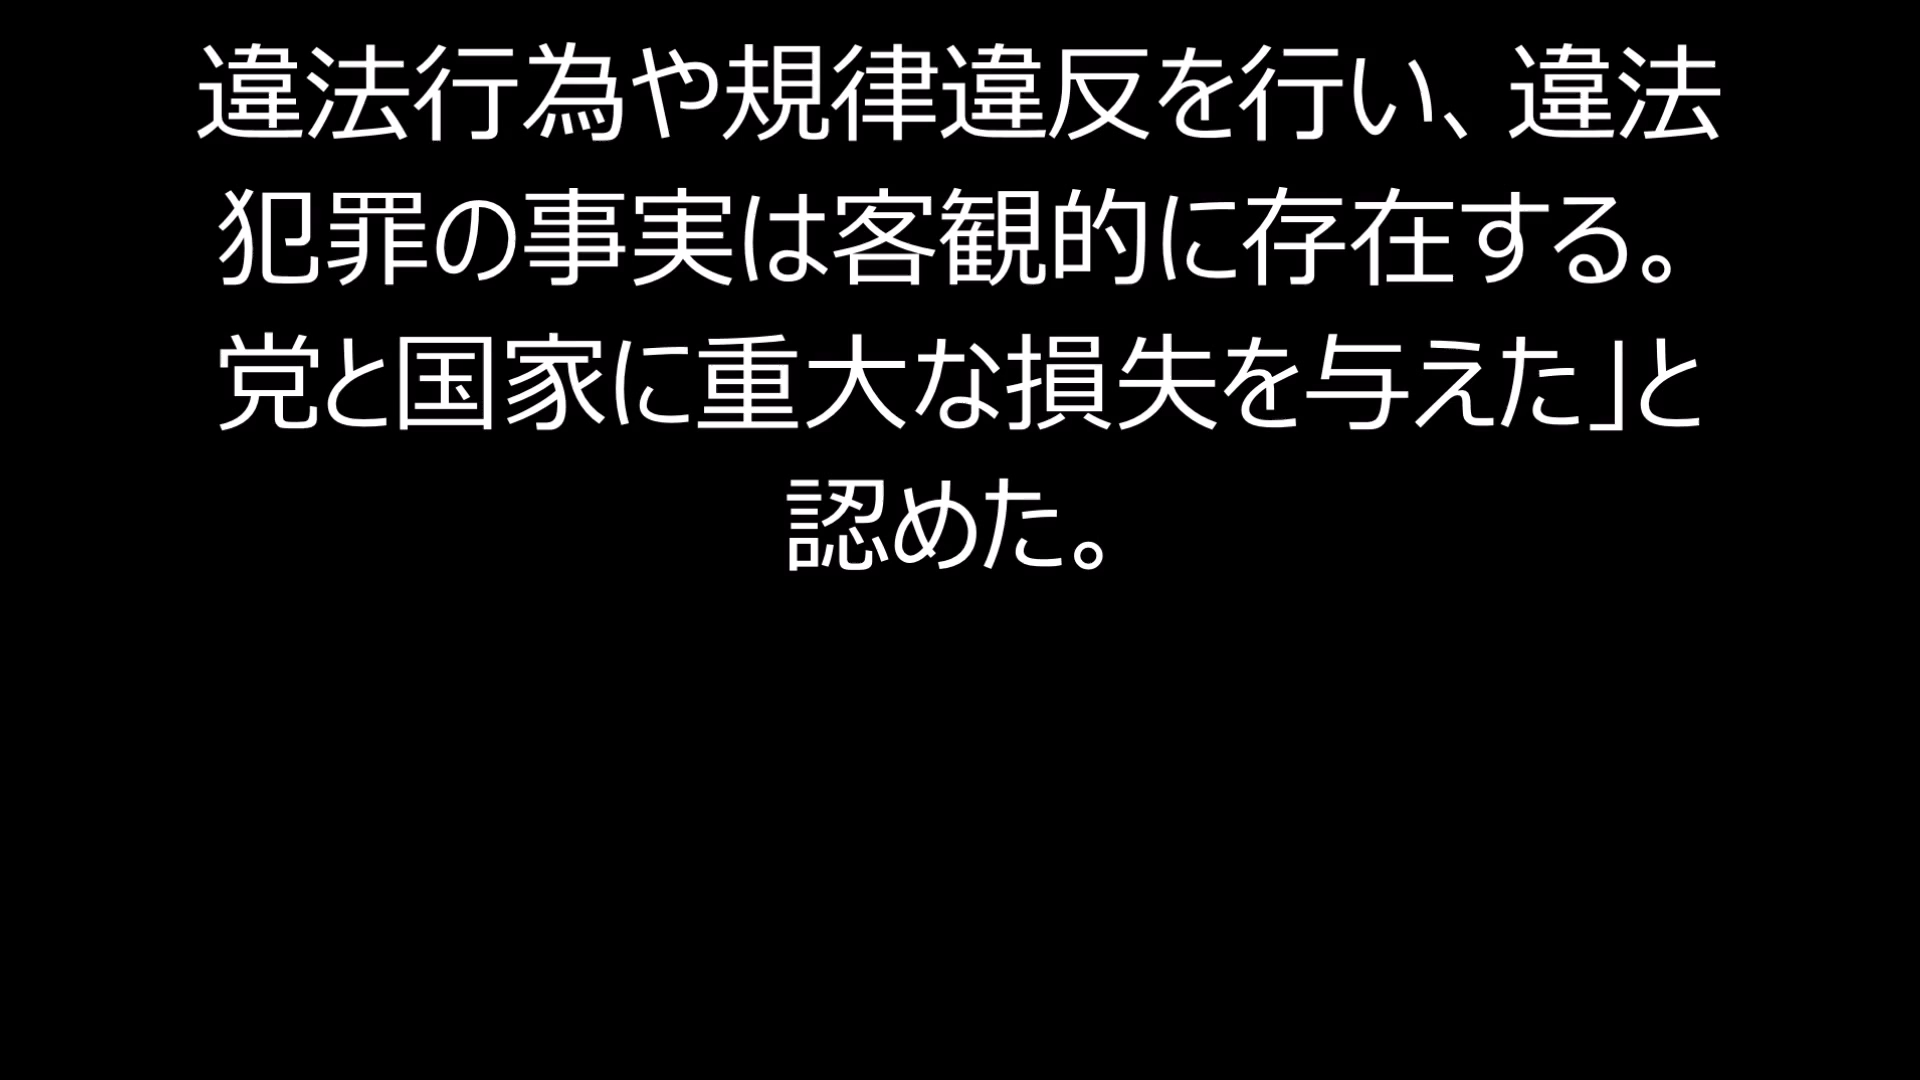 違法行為や規律違反を行い、違法
犯罪の事実は客観的に存在する。
党と国家に重大な損失を与えた」と
認めた。